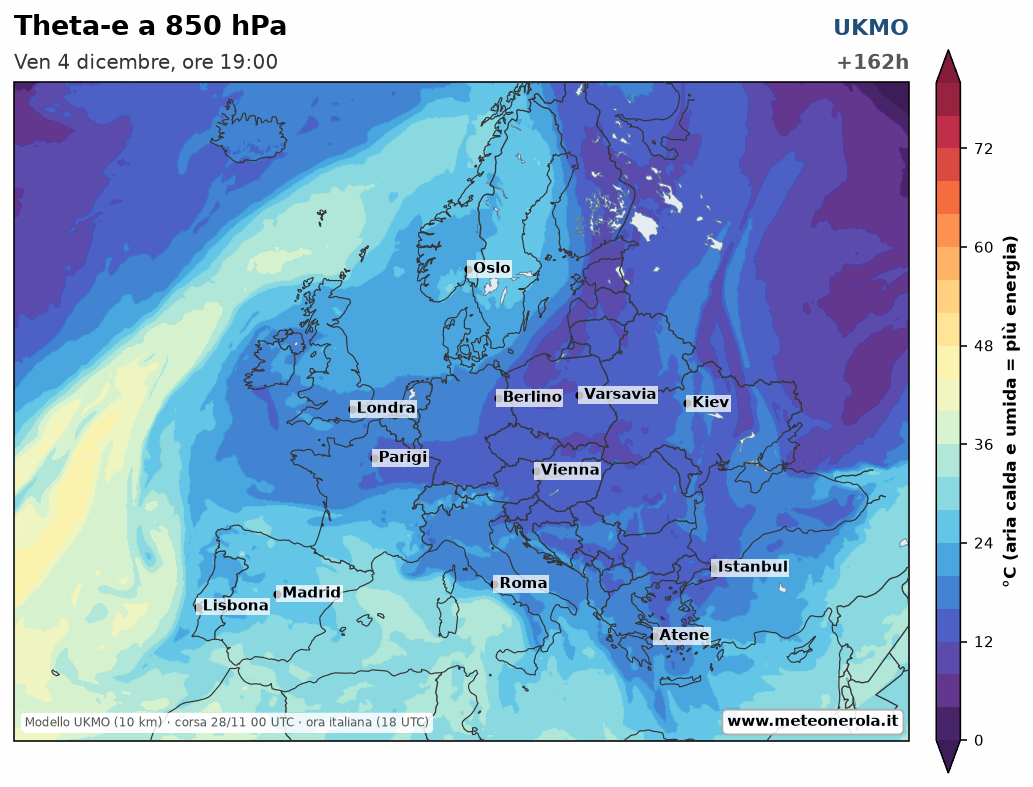 Theta-e a 850 hPa
UKMO
Ven 4 dicembre, ore 19:00
+162h
Oslo
Berlino
Varsavia
Kiev
Londra
Parigi
Vienna
Istanbul
Roma
Madrid
Lisbona
Atene
Modello UKMO (10 km) · corsa 28/11 00 UTC · ora italiana (18 UTC)
www.meteonerola.it
72
60
48
36
24
12
0
°C (aria calda e umida = più energia)